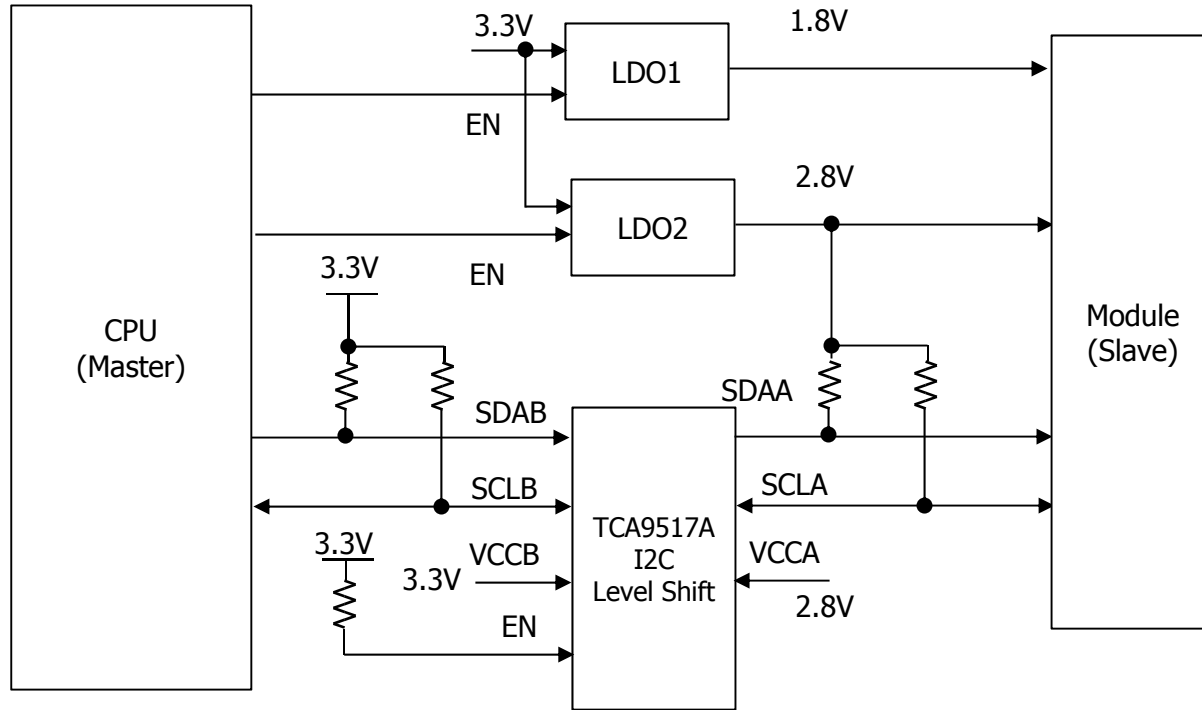 3.3V
1.8V
LDO1
EN
2.8V
LDO2
EN
3.3V
CPU
(Master)
Module
(Slave)
SDAB
SDAA
SCLB
SCLA
TCA9517A
I2C
Level Shift
3.3V
VCCB
3.3V
VCCA
2.8V
EN